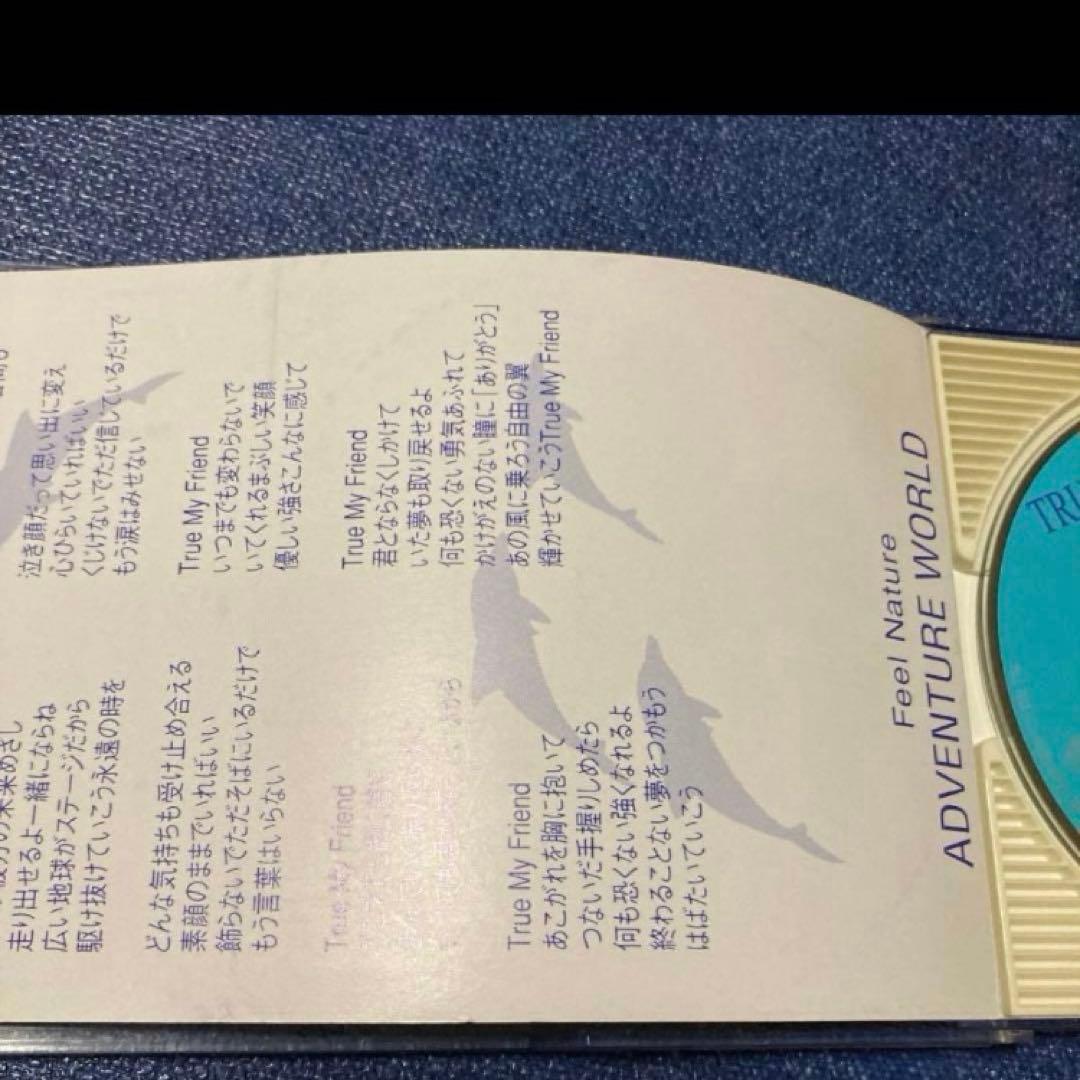 走り出せるよ一緒にならね
広い地球がステージだから
駆け抜けていこう永遠の時を
どんな気持ちも受け止め合える
素顔のままでいればいい
飾らないでただそばにいるだけで
もう言葉はいらない
True My Friend
True My Friend
あこがれを胸に抱いて
つないだ手握りしめたら
何も恐くない強くなれるよ
終わることない夢をつかもう
はばたいていこう
泣き顔だって思い出に変え
心ひらいていればいい
くじけないでただ信じているだけで
もう涙はみせない
True My Friend
いつまでも変わらないで
いてくれるまぶしい笑顔
優しい強さこんなに感じて
True My Friend
君とならなくしかけて
いた夢も取り戻せるよ
何も恐くない勇気あふれて
かけがえのない瞳に「ありがとう」
あの風に乗ろう自由の翼
輝かせていこうTrue My Friend
Feel Nature
ADVENTURE WORLD